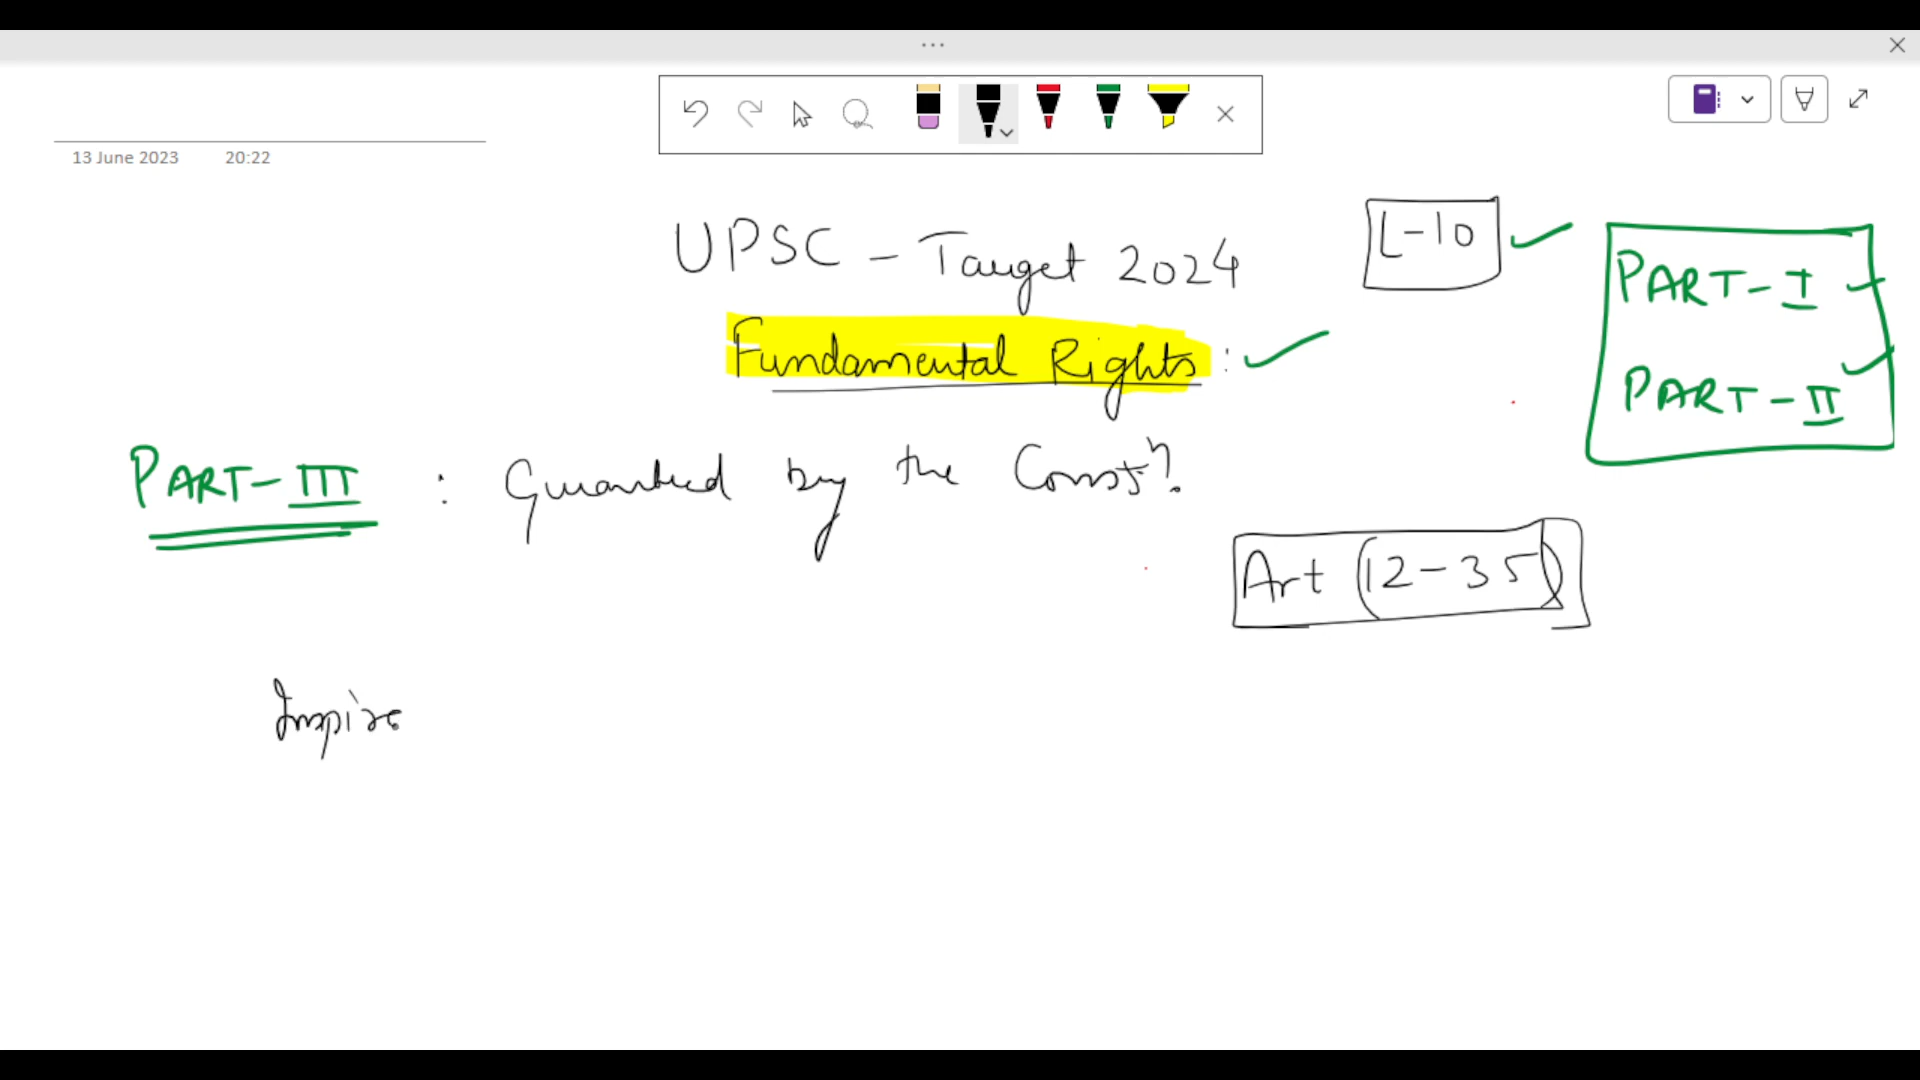 13 June 2023 20:22
UPSC - Target 2024
L-10
PART-I
Fundamental Rights :
PART-II
PART-III : Guaranteed by the Constn.
Art (12-35)
Inspire